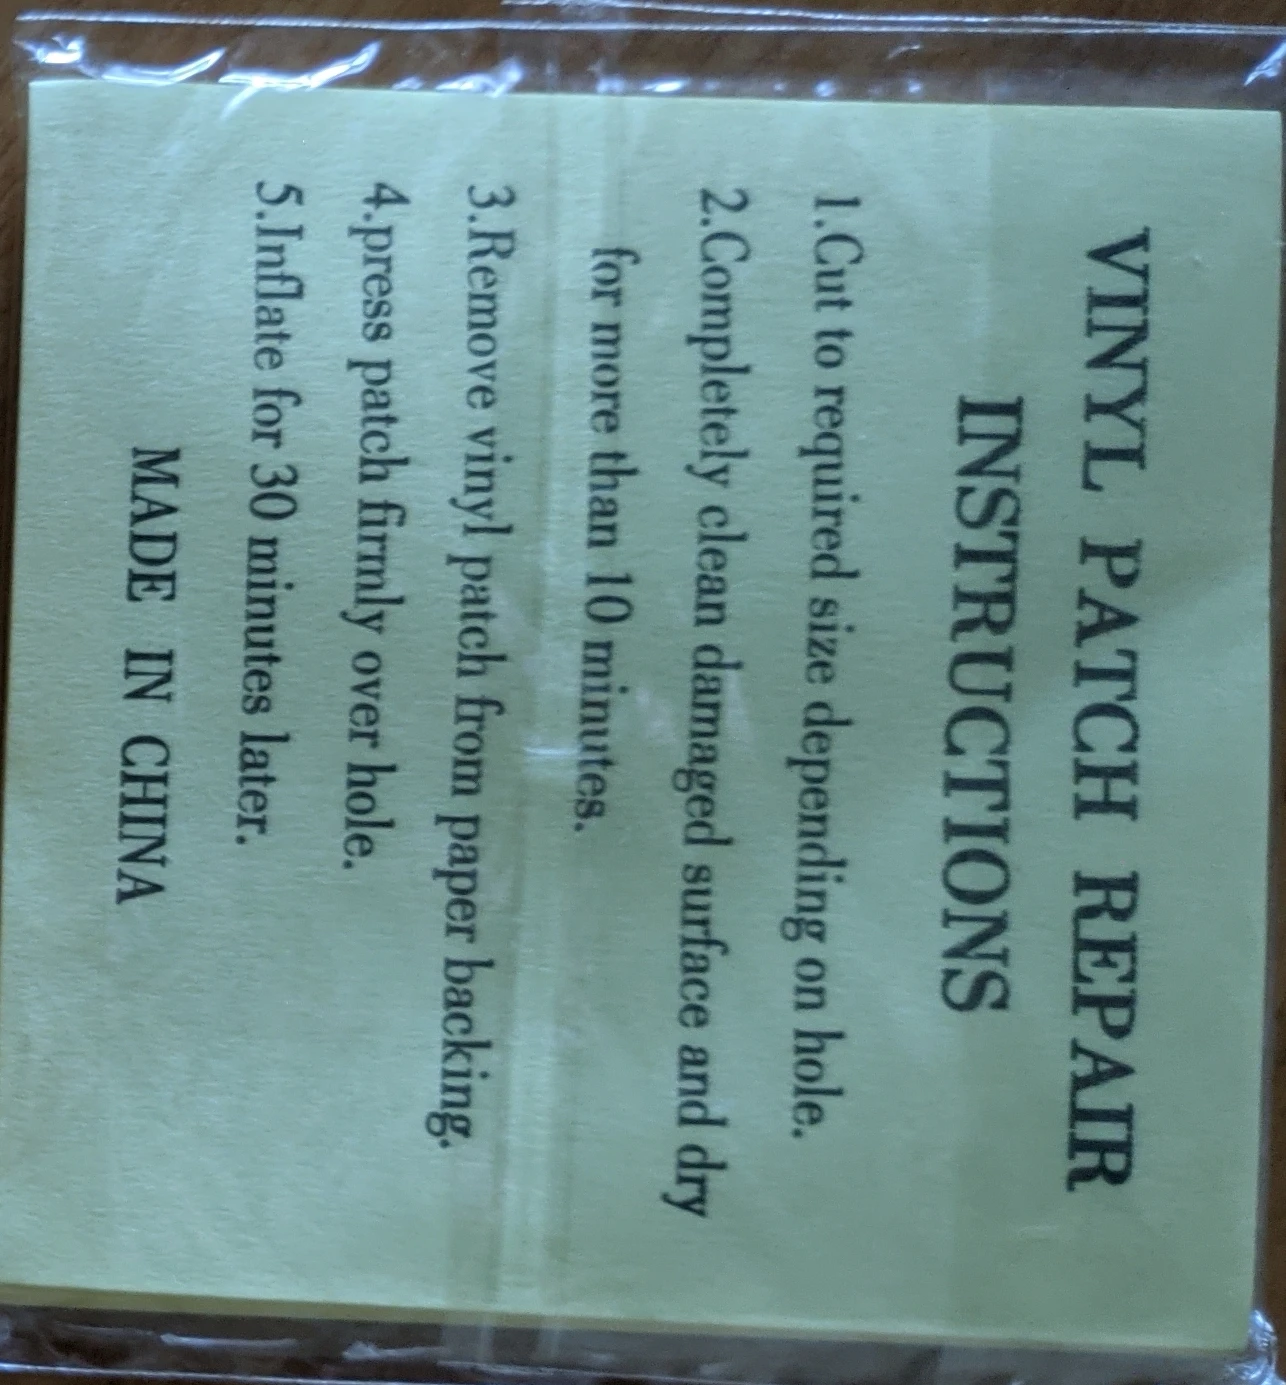 VINYL PATCH REPAIR
INSTRUCTIONS
1.Cut to required size depending on hole.
2.Completely clean damaged surface and dry
for more than 10 minutes.
3.Remove vinyl patch from paper backing.
4.press patch firmly over hole.
5.Inflate for 30 minutes later.
MADE IN CHINA